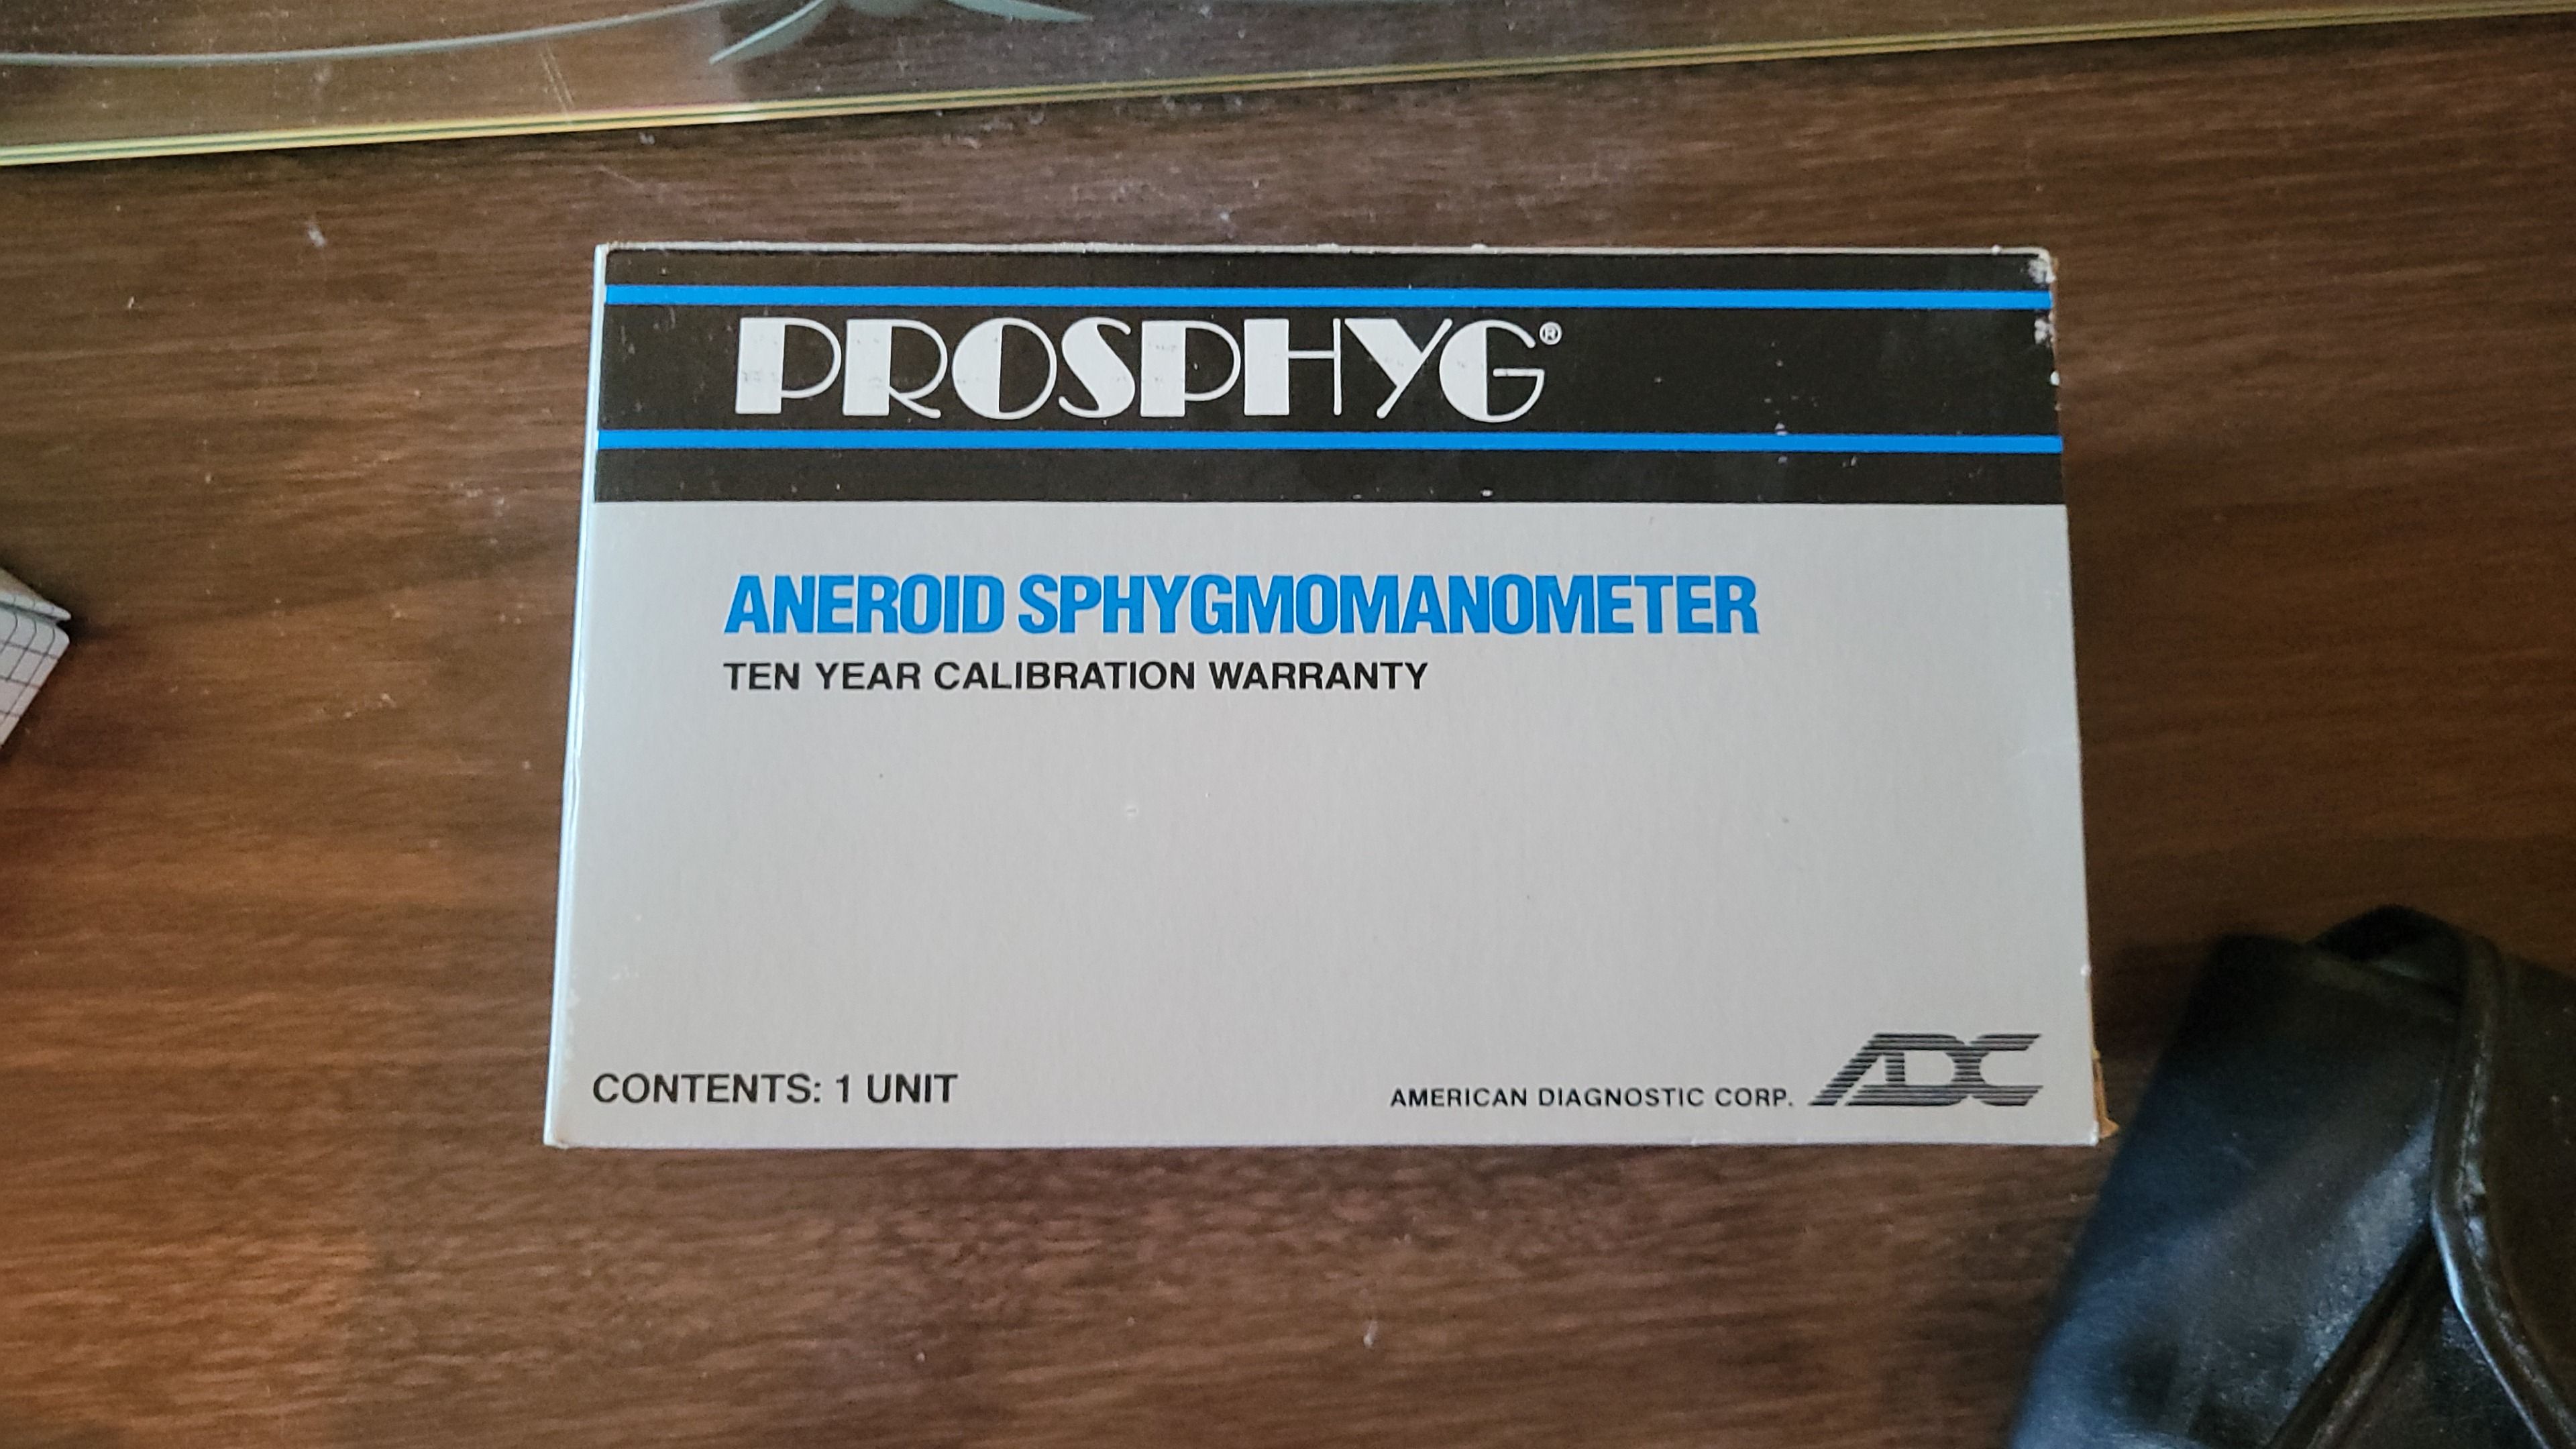 PROSPHYG®
ANEROID SPHYGMOMANOMETER
TEN YEAR CALIBRATION WARRANTY
CONTENTS: 1 UNIT
AMERICAN DIAGNOSTIC CORP. ADC